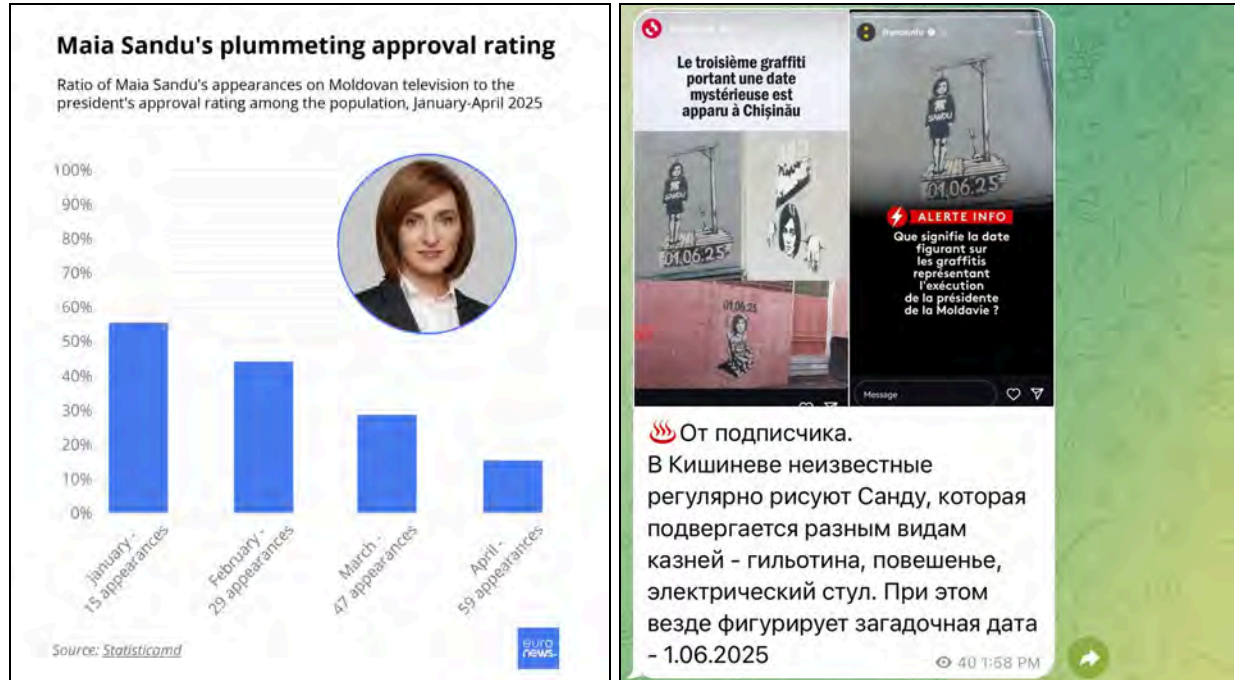 Maia Sandu's plummeting approval rating
Ratio of Maia Sandu's appearances on Moldovan television to the
president's approval rating among the population, January-April 2025
100%
90%
80%
70%
60%
50%
40%
30%
20%
10%
0%
January -
15 appearances
February -
29 appearances
March -
47 appearances
April -
59 appearances
Source: Statisticamd
euro
news.
Le troisième graffiti
portant une date
mystérieuse est
apparu à Chișinău
SANDU
01.06.25
01.06.25
franceinfo
SANDU
01.06.25
ALERTE INFO
Que signifie la date
figurant sur
les graffitis
représentant
l'exécution
de la présidente
de la Moldavie ?
Message
От подписчика.
В Кишиневе неизвестные
регулярно рисуют Санду, которая
подвергается разным видам
казней - гильотина, повешенье,
электрический стул. При этом
везде фигурирует загадочная дата
- 1.06.2025
40 1:58 PM